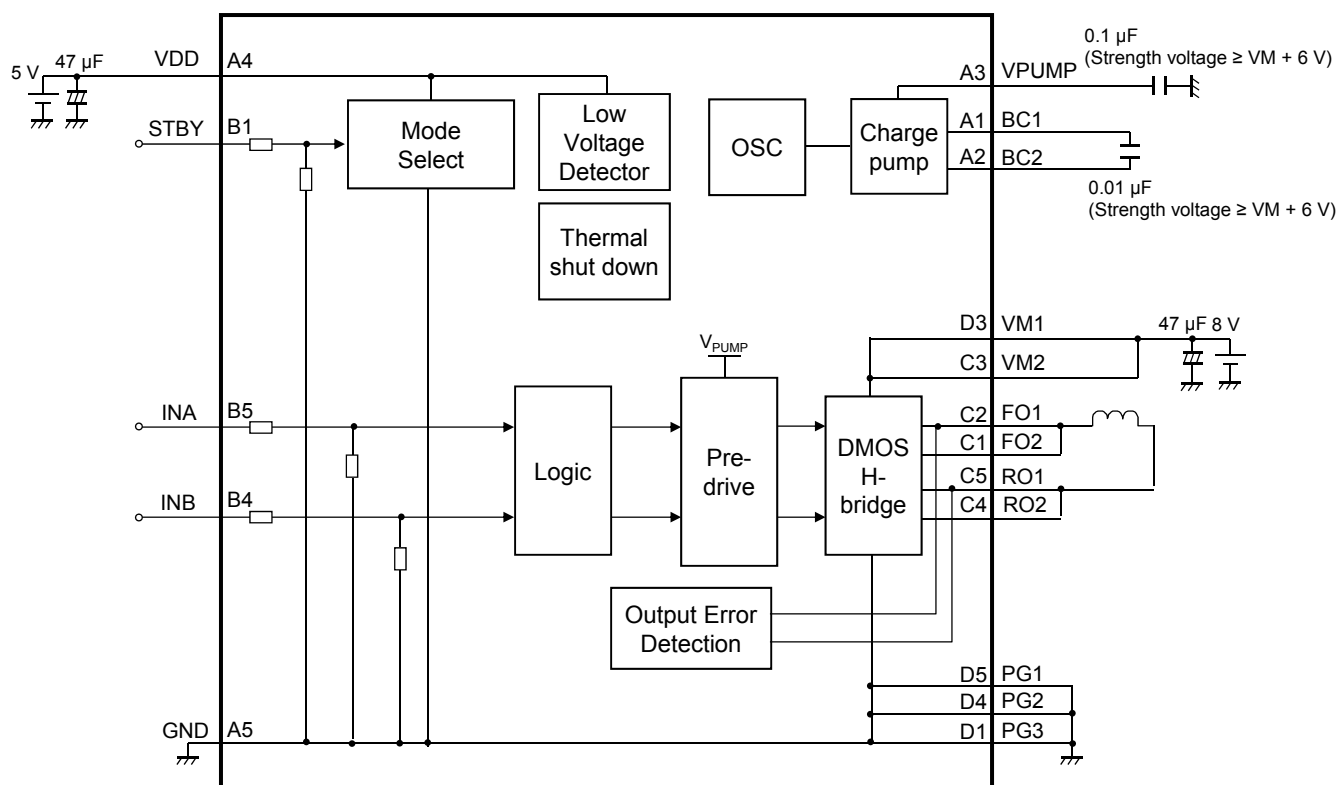 0.1 µF
(Strength voltage ≥ VM + 6 V)
5 V
47 µF
VDD
A4
A3
VPUMP
STBY
B1
Mode
Select
Low
Voltage
Detector
OSC
Charge
pump
A1
BC1
A2
BC2
0.01 µF
(Strength voltage ≥ VM + 6 V)
Thermal
shut down
D3
VM1
47 µF
8 V
C3
VM2
VPUMP
INA
B5
Logic
Pre-
drive
DMOS
H-
bridge
C2
FO1
C1
FO2
C5
RO1
C4
RO2
INB
B4
Output Error
Detection
D5
PG1
D4
PG2
GND
A5
D1
PG3